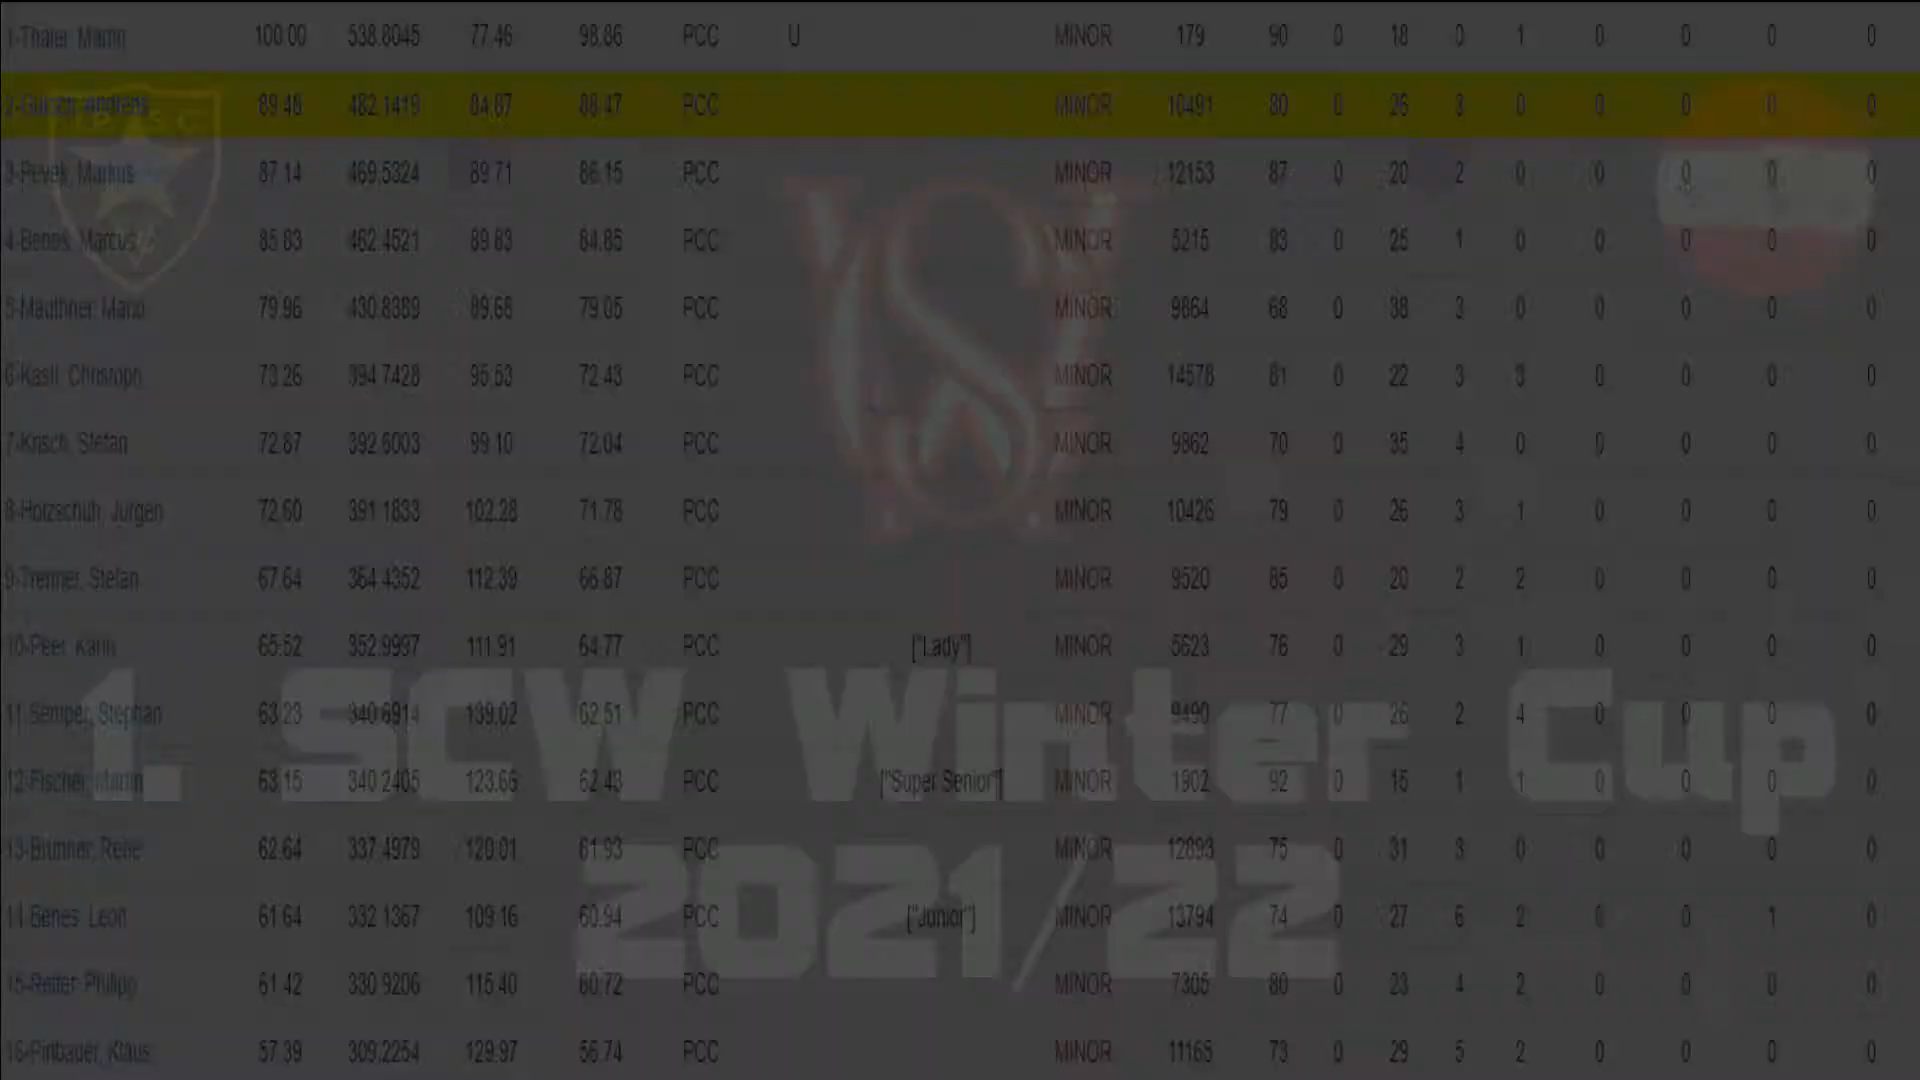 1-Thaler, Martin 100.00 538.8045 77.46 98.86 PCC U MINOR 179 90 0 18 0 1 0 0 0 0
89.48 482.1419 84.87 88.47 PCC MINOR 10491 80 0 26 3 0 0 0 0 0
3-Pevek, Markus 87.14 469.5324 89.71 86.15 PCC MINOR 12153 87 0 20 2 0 0 0 0 0
4-Benes, Marcus 85.83 462.4521 89.83 84.85 PCC MINOR 5215 83 0 25 1 0 0 0 0 0
5-Mauthner, Mario 79.96 430.8389 89.68 79.05 PCC MINOR 9864 68 0 38 3 0 0 0 0 0
6-Kastl, Christoph 73.26 394.7428 95.53 72.43 PCC MINOR 14578 81 0 22 3 3 0 0 0 0
7-Krisch, Stefan 72.87 392.6003 99.10 72.04 PCC MINOR 9862 70 0 35 4 0 0 0 0 0
8-Holzschuh, Jürgen 72.60 391.1833 102.28 71.78 PCC MINOR 10426 79 0 26 3 1 0 0 0 0
9-Trenner, Stefan 67.64 364.4352 112.39 66.87 PCC MINOR 9520 85 0 20 2 2 0 0 0 0
10-Peer, Karin 65.52 352.9997 111.91 64.77 PCC ["Lady"] MINOR 5623 76 0 29 3 1 0 0 0 0
11-Semper, Stephan 63.23 340.6914 139.02 62.51 PCC MINOR 9490 77 0 26 2 4 0 0 0 0
12-Fischer, Martin 63.15 340.2405 123.66 62.43 PCC ["Super Senior"] MINOR 1902 92 0 15 1 1 0 0 0 0
13-Brunner, Rene 62.64 337.4979 120.01 61.93 PCC MINOR 12893 75 0 31 3 0 0 0 0 0
14-Benes, Leon 61.64 332.1367 109.16 60.94 PCC ["Junior"] MINOR 13794 74 0 27 6 2 0 0 1 0
15-Reiter, Philipp 61.42 330.9206 115.40 60.72 PCC MINOR 7305 80 0 23 4 2 0 0 0 0
16-Pinbauer, Klaus 57.39 309.2254 129.97 56.74 PCC MINOR 11165 73 0 29 5 2 0 0 0 0
1. SCW Winter Cup
2021/22